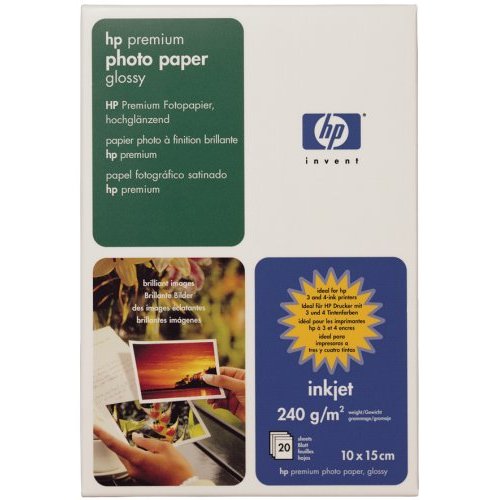 hp premium
photo paper
glossy
HP Premium Fotopapier,
hochglänzend
papier photo à finition brillante
hp premium
papel fotográfico satinado
hp premium
hp
invent
brilliant images
Brillante Bilder
des images éclatantes
brillantes imágenes
ideal for hp
3 and 4-ink printers
Ideal für HP Drucker mit
3 und 4 Tintenfarben
idéal pour les imprimantes
hp à 3 et 4 encres
ideal para
impresoras a
tres y cuatro tintas
inkjet
240 g/m² weight/Gewicht
grammage/gramaje
20 sheets
Blatt
feuilles
hojas
10 x 15cm
hp premium photo paper, glossy